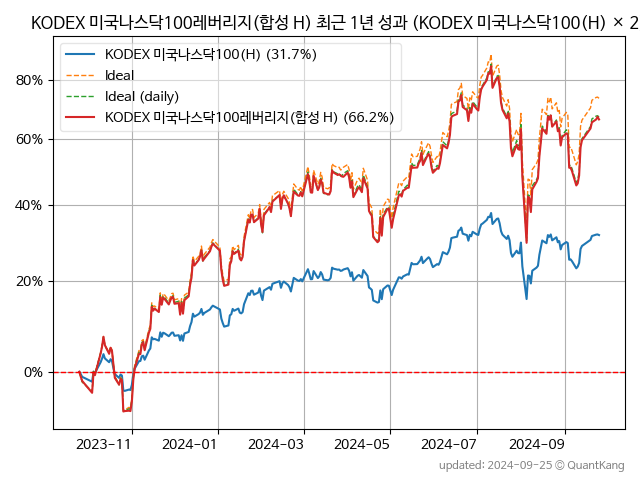 KODEX 미국나스닥100레버리지(합성 H) 최근 1년 성과 (KODEX 미국나스닥100(H) × 2
KODEX 미국나스닥100(H) (31.7%)
Ideal
Ideal (daily)
KODEX 미국나스닥100레버리지(합성 H) (66.2%)
80%
60%
40%
20%
0%
2023-11 2024-01 2024-03 2024-05 2024-07 2024-09
updated: 2024-09-25 © QuantKang